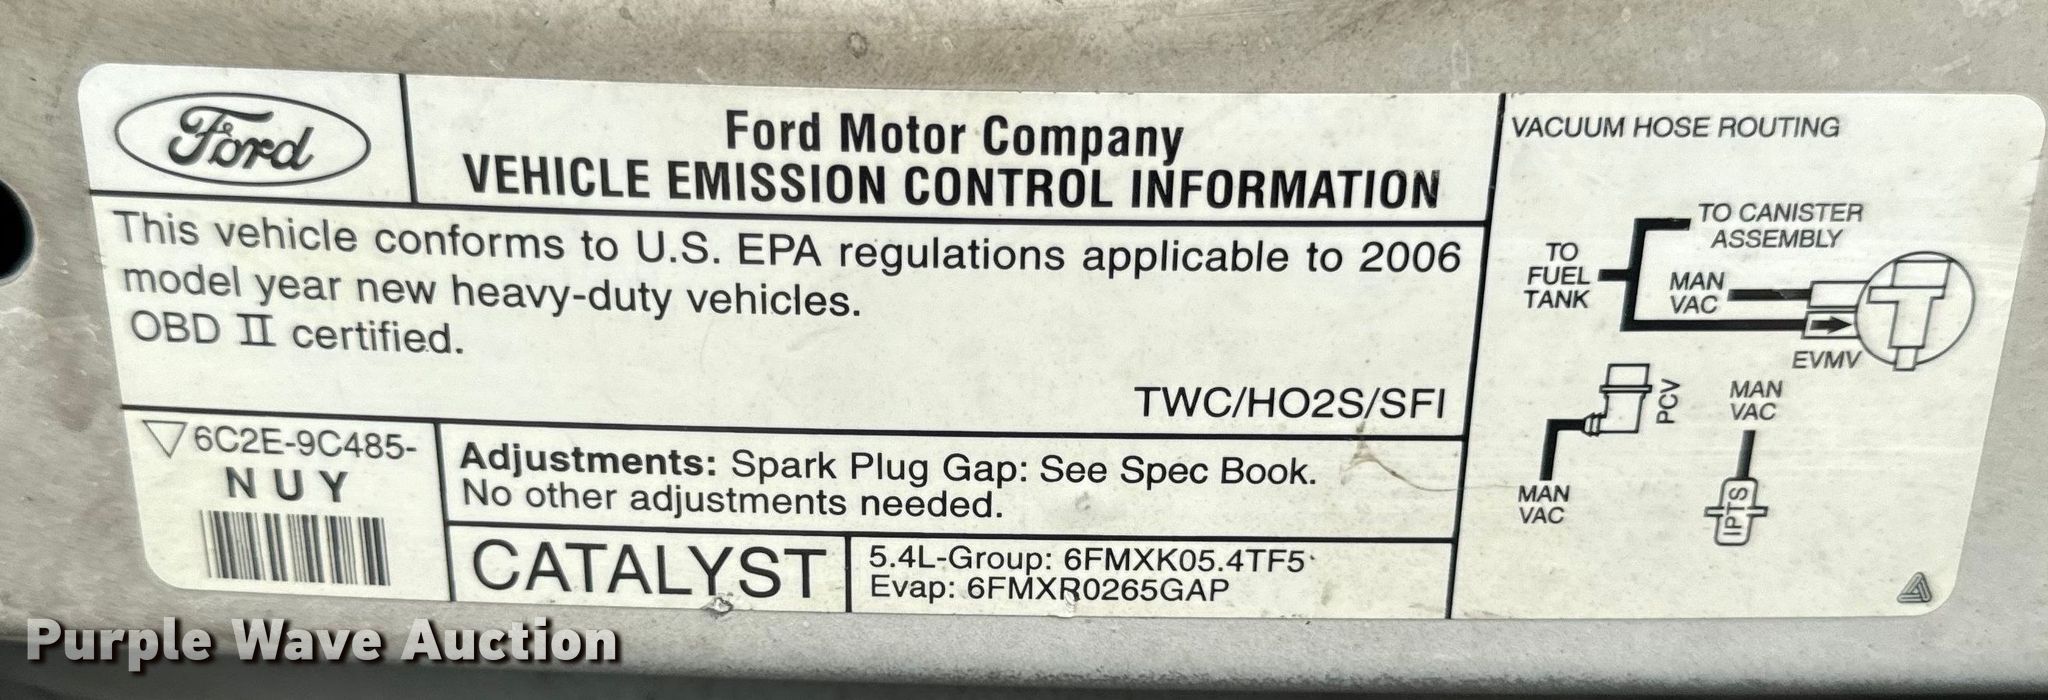 Ford
Ford Motor Company
VEHICLE EMISSION CONTROL INFORMATION
This vehicle conforms to U.S. EPA regulations applicable to 2006
model year new heavy-duty vehicles.
OBD II certified.
TWC/HO2S/SFI
6C2E-9C485-
NUY
Adjustments: Spark Plug Gap: See Spec Book.
No other adjustments needed.
CATALYST
5.4L-Group: 6FMXK05.4TF5
Evap: 6FMXR0265GAP
VACUUM HOSE ROUTING
TO CANISTER
ASSEMBLY
TO
FUEL
TANK
MAN
VAC
EVMV
PCV
MAN
VAC
MAN
VAC
IPTS
Purple Wave Auction